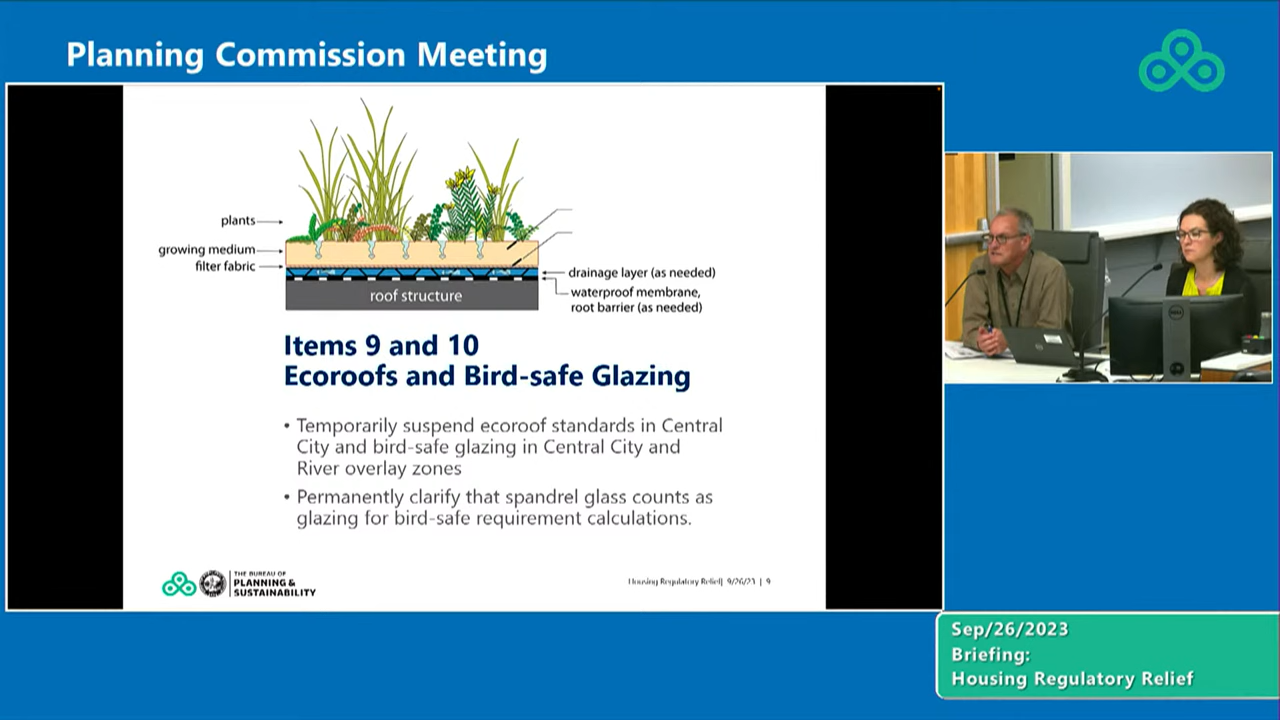 Planning Commission Meeting
plants
growing medium
filter fabric
drainage layer (as needed)
waterproof membrane,
root barrier (as needed)
roof structure
Items 9 and 10
Ecoroofs and Bird-safe Glazing
• Temporarily suspend ecoroof standards in Central
City and bird-safe glazing in Central City and
River overlay zones
• Permanently clarify that spandrel glass counts as
glazing for bird-safe requirement calculations.
THE BUREAU OF
PLANNING &
SUSTAINABILITY
Housing Regulatory Relief| 9/26/23 | 9
DELL
Sep/26/2023
Briefing:
Housing Regulatory Relief